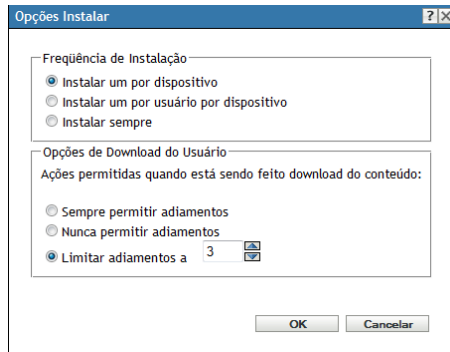 Opções Instalar
Freqüência de Instalação
Instalar um por dispositivo
Instalar um por usuário por dispositivo
Instalar sempre
Opções de Download do Usuário
Ações permitidas quando está sendo feito download do conteúdo:
Sempre permitir adiamentos
Nunca permitir adiamentos
Limitar adiamentos a 3
OK Cancelar